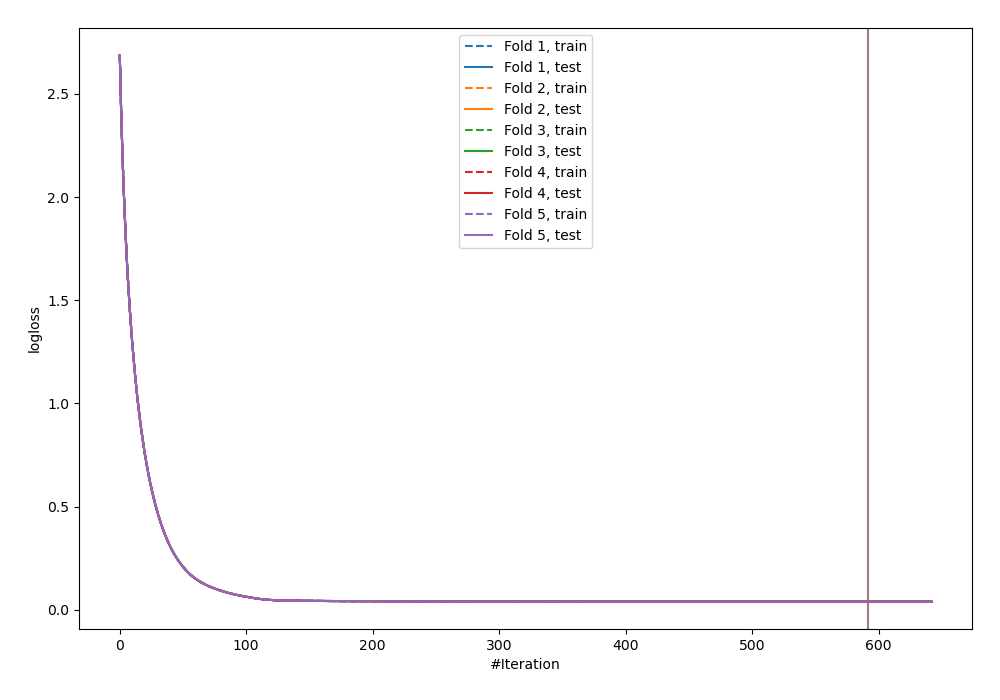 Fold 1, train
Fold 1, test
Fold 2, train
Fold 2, test
Fold 3, train
Fold 3, test
Fold 4, train
Fold 4, test
Fold 5, train
Fold 5, test
2.5
2.0
1.5
1.0
0.5
0.0
logloss
0 100 200 300 400 500 600
#Iteration